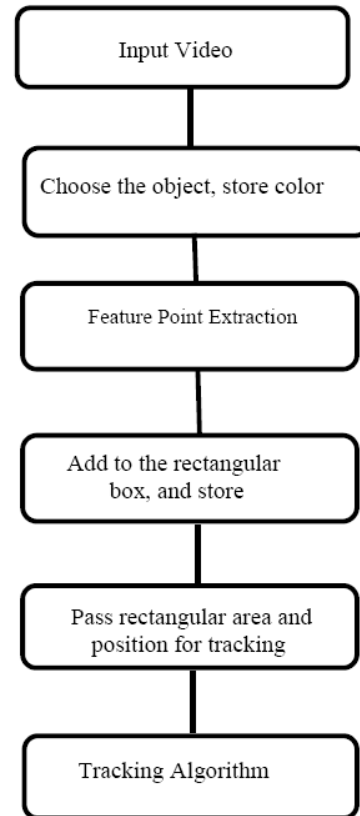 Input Video
Choose the object, store color
Feature Point Extraction
Add to the rectangular
box, and store
Pass rectangular area and
position for tracking
Tracking Algorithm